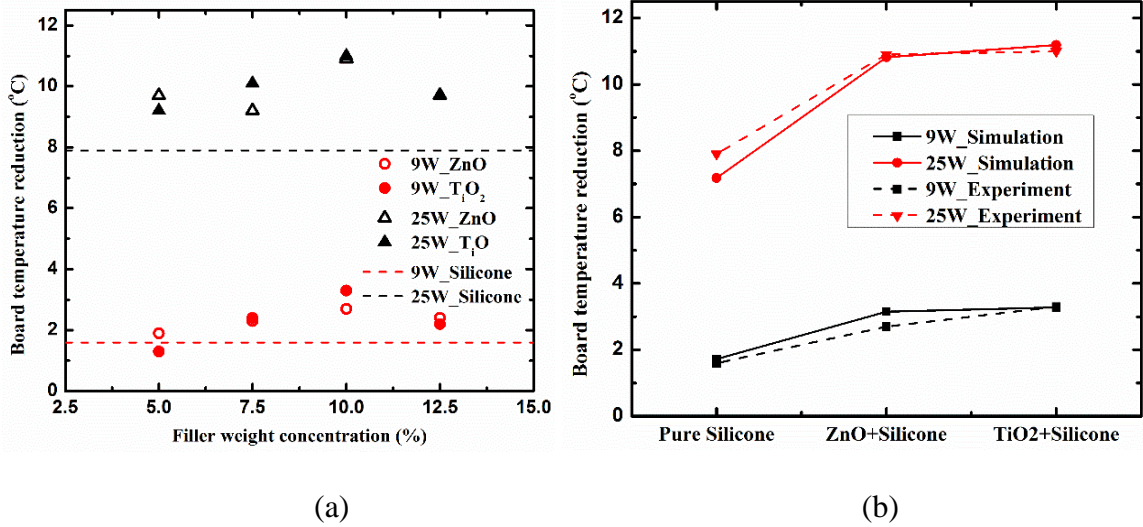 Board temperature reduction (°C)
12
10
8
6
4
2
0
2.5
5.0
7.5
10.0
12.5
15.0
Filler weight concentration (%)
9W_ZnO
9W_TiO2
25W_ZnO
25W_TiO
9W_Silicone
25W_Silicone
(a)
Board temperature reduction (°C)
12
10
8
6
4
2
0
9W_Simulation
25W_Simulation
9W_Experiment
25W_Experiment
Pure Silicone
ZnO+Silicone
TiO2+Silicone
(b)